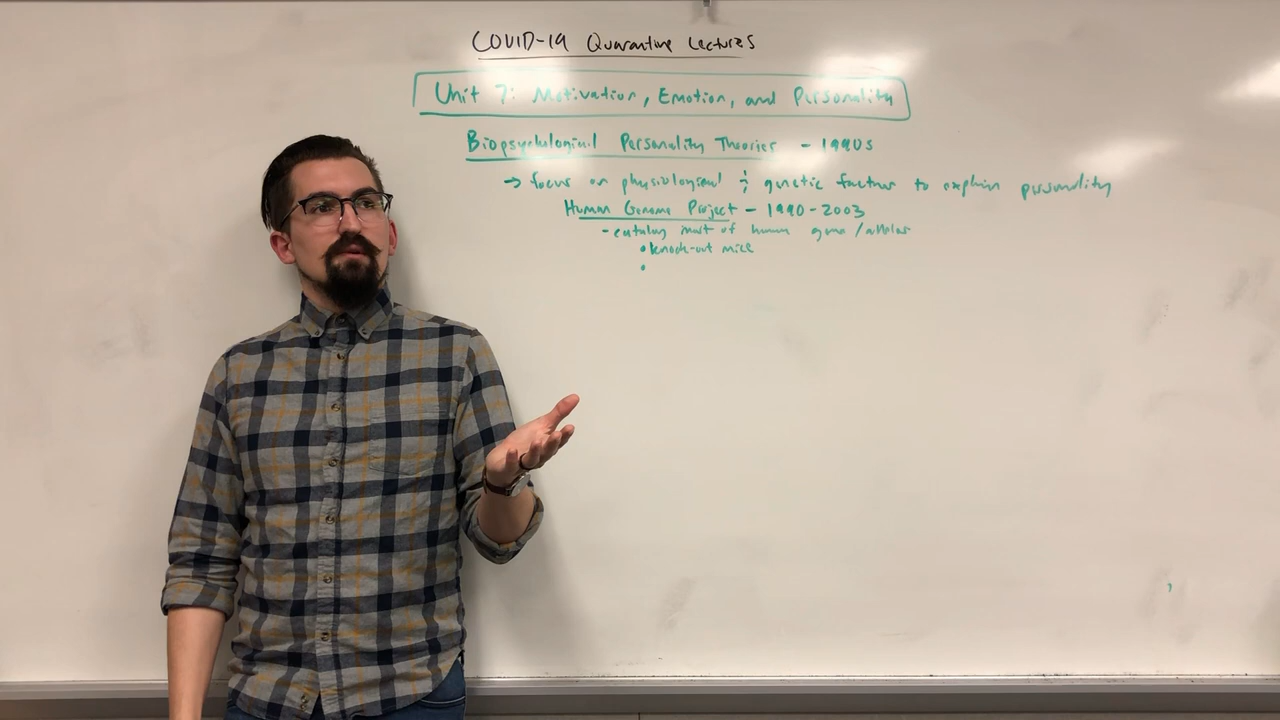 COVID-19 Quarantine Lectures
Unit 7: Motivation, Emotion, and Personality
Biopsychological Personality Theories - 1990s
→ focus on physiological & genetic factors to explain personality
Human Genome Project - 1990-2003
- catalog most of human gene/alleles
• knock-out mice
•